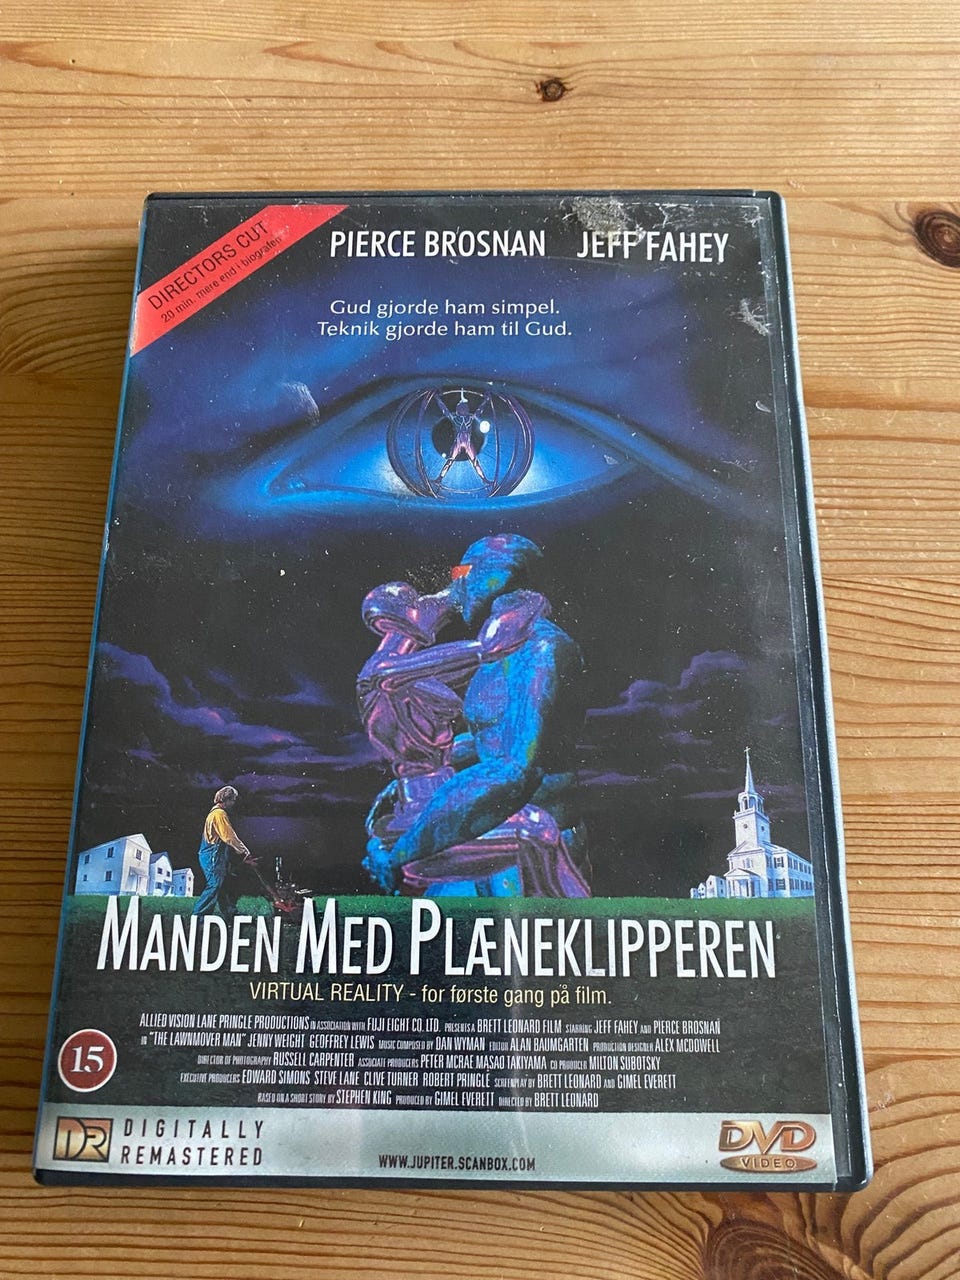 DIRECTORS CUT
20 min. mere end i biografen
PIERCE BROSNAN JEFF FAHEY
Gud gjorde ham simpel.
Teknik gjorde ham til Gud.
MANDEN MED PLÆNEKLIPPEREN
VIRTUAL REALITY - for første gang på film.
ALLIED VISION LANE PRINGLE PRODUCTIONS IN ASSOCIATION WITH FUJI EIGHT CO. LTD. PRESENTS A BRETT LEONARD FILM STARRING JEFF FAHEY AND PIERCE BROSNAN
IN "THE LAWNMOVER MAN" JENNY WEIGHT GEOFFREY LEWIS MUSIC COMPOSED BY DAN WYMAN EDITOR ALAN BAUMGARTEN PRODUCTION DESIGNER ALEX MCDOWELL
DIRECTOR OF PHOTOGRAPHY RUSSELL CARPENTER ASSOCIATE PRODUCERS PETER MCRAE MASAO TAKIYAMA CO PRODUCER MILTON SUBOTSKY
EXECUTIVE PRODUCERS EDWARD SIMONS STEVE LANE CLIVE TURNER ROBERT PRINGLE SCREENPLAY BY BRETT LEONARD AND GIMEL EVERETT
BASED ON A SHORT STORY BY STEPHEN KING PRODUCED BY GIMEL EVERETT DIRECTED BY BRETT LEONARD
15
DR DIGITALLY
REMASTERED
WWW.JUPITER.SCANBOX.COM
DVD
VIDEO